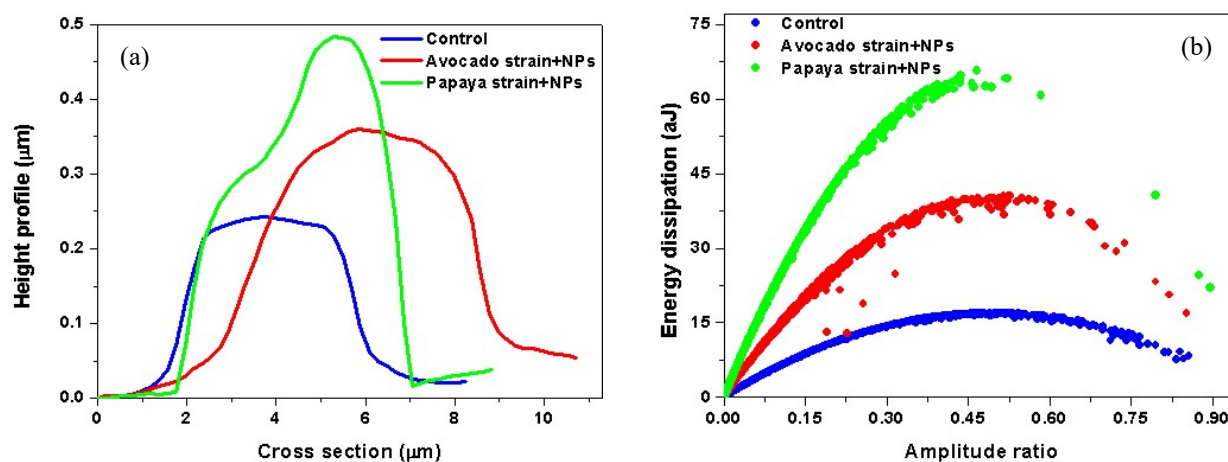 (a)
Control
Avocado strain+NPs
Papaya strain+NPs
Height profile (μm)
0.5
0.4
0.3
0.2
0.1
0.0
0
2
4
6
8
10
Cross section (μm)
(b)
Control
Avocado strain+NPs
Papaya strain+NPs
Energy dissipation (aJ)
75
60
45
30
15
0
0.00
0.15
0.30
0.45
0.60
0.75
0.90
Amplitude ratio